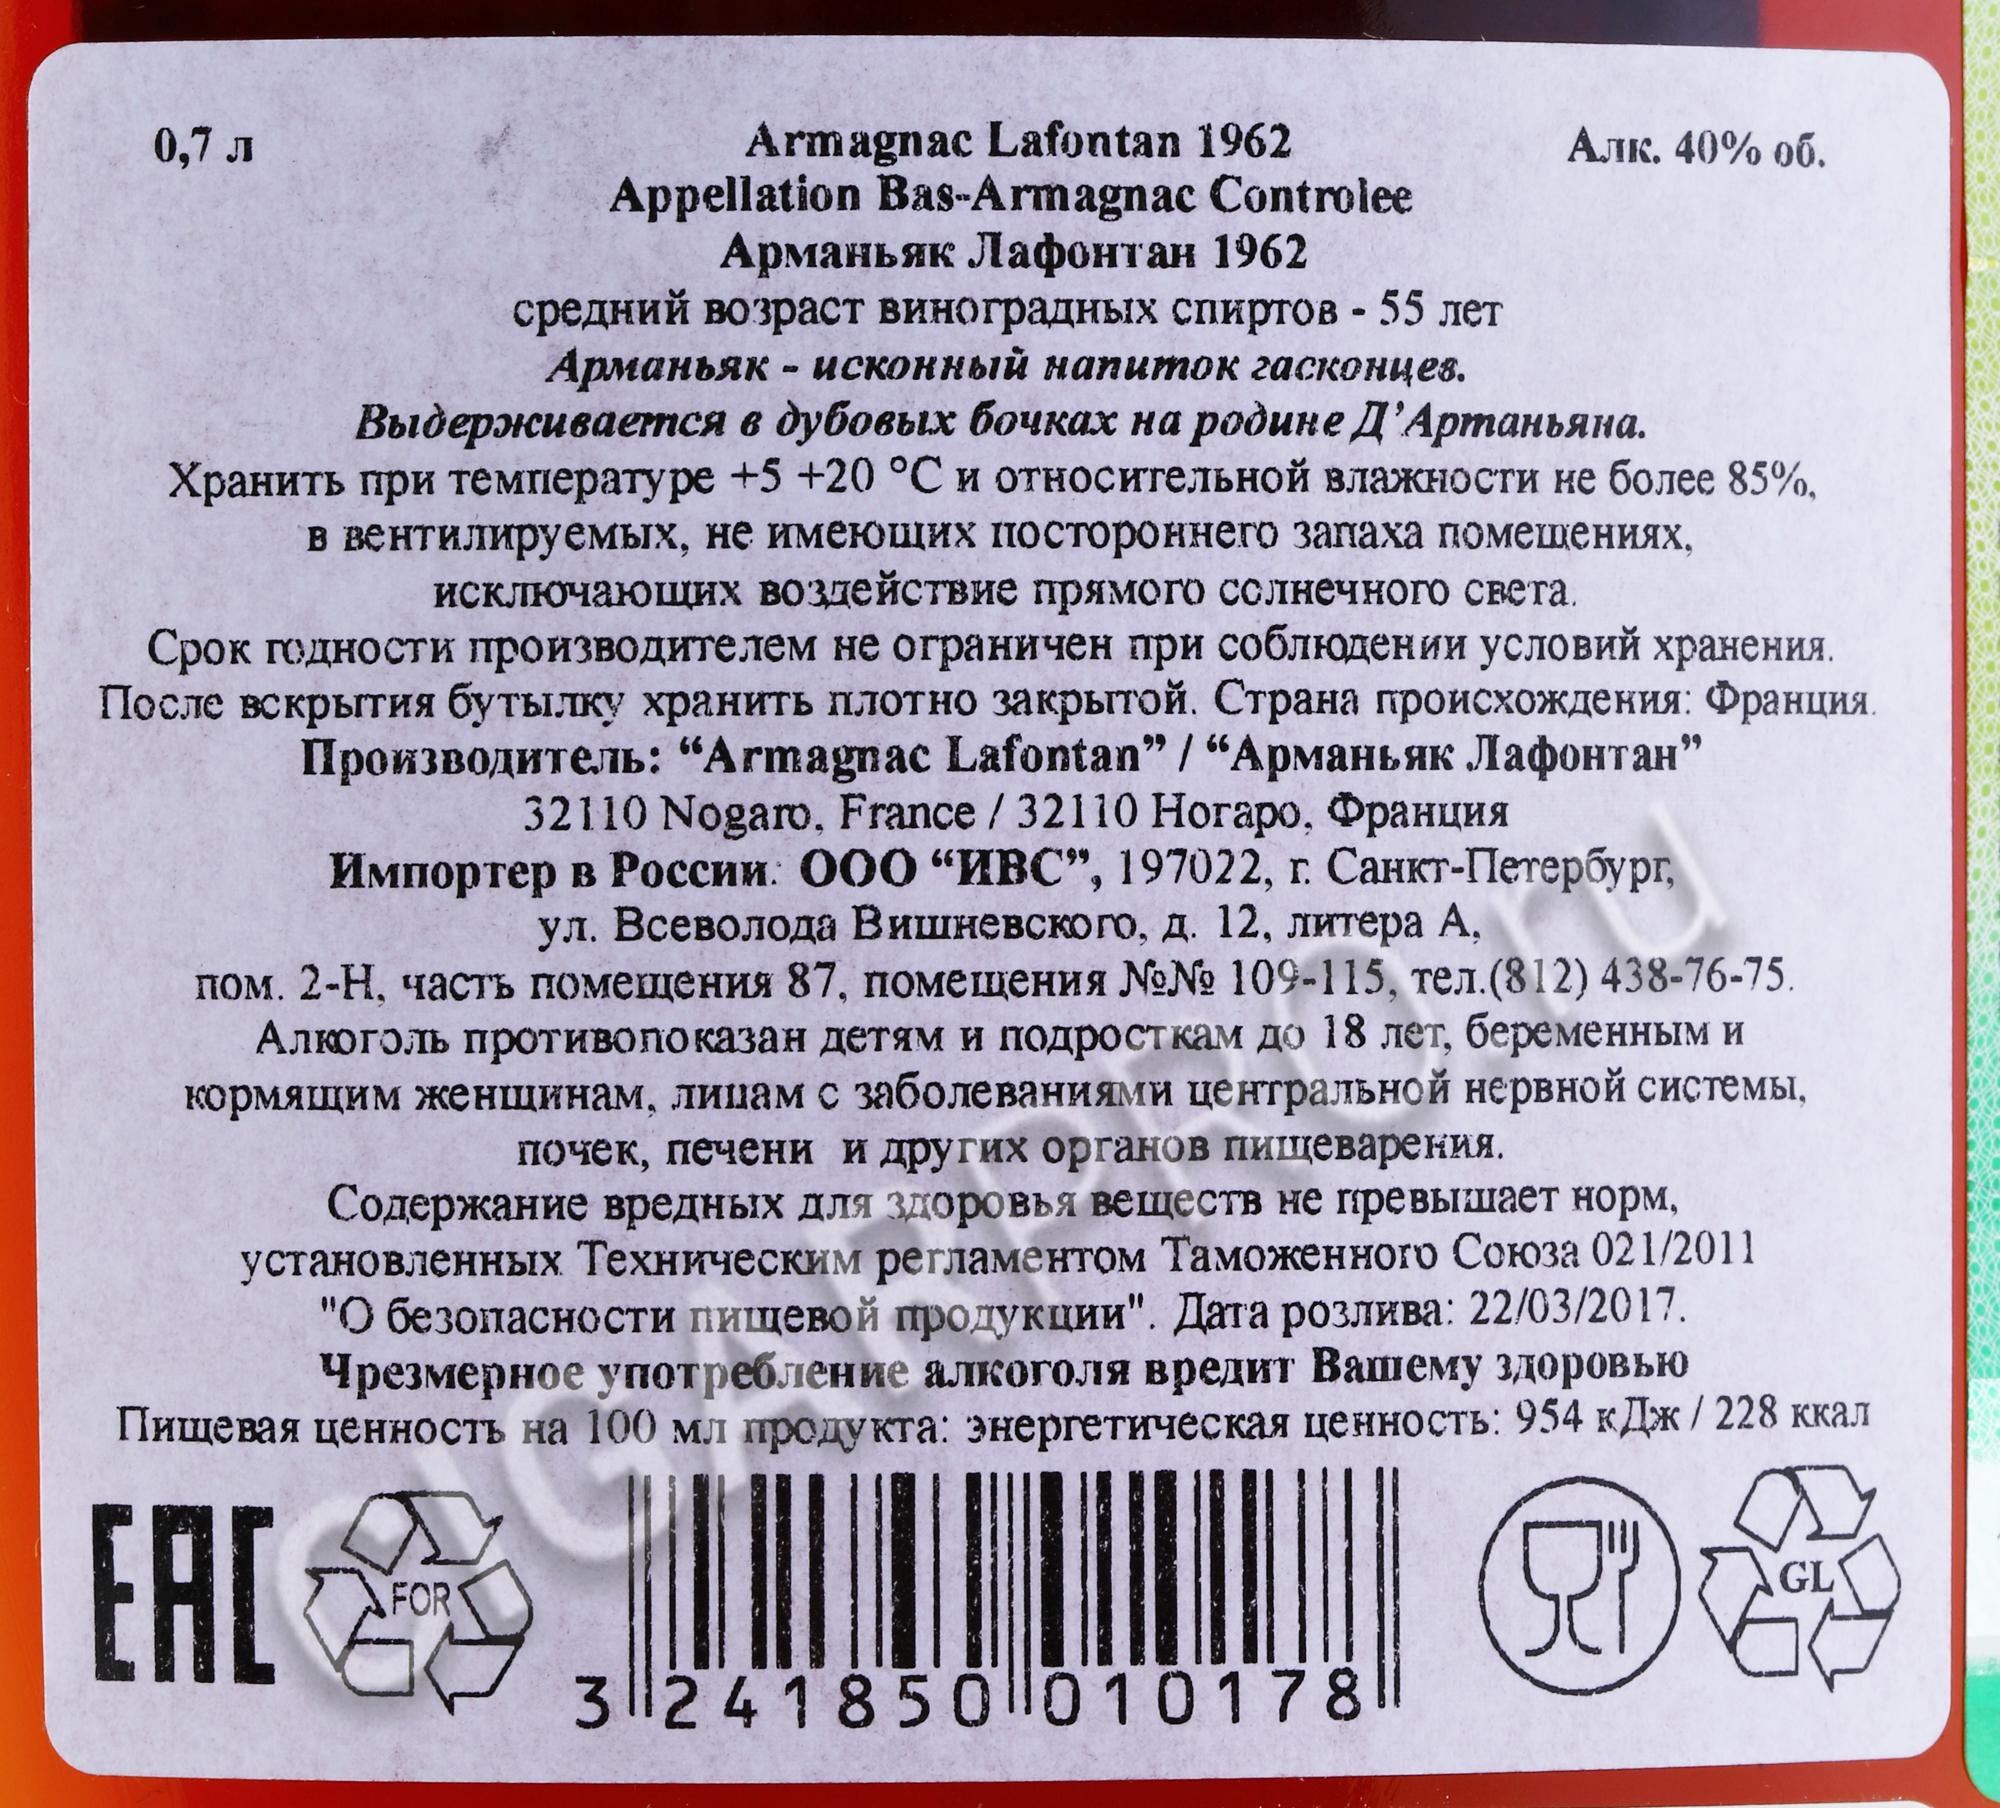 0,7 л
Armagnac Lafontan 1962
Алк. 40% об.
Appellation Bas-Armagnac Controlee
Арманьяк Лафонтан 1962
средний возраст виноградных спиртов - 55 лет
Арманьяк - исконный напиток гасконцев.
Выдерживается в дубовых бочках на родине Д’Артаньяна.
Хранить при температуре +5 +20 °С и относительной влажности не более 85%,
в вентилируемых, не имеющих постороннего запаха помещениях,
исключающих воздействие прямого солнечного света.
Срок годности производителем не ограничен при соблюдении условий хранения.
После вскрытия бутылку хранить плотно закрытой. Страна происхождения: Франция.
Производитель: “Armagnac Lafontan” / “Арманьяк Лафонтан”
32110 Nogaro, France / 32110 Ногаро, Франция
Импортер в России: ООО “ИВС”, 197022, г. Санкт-Петербург,
ул. Всеволода Вишневского, д. 12, литера А,
пом. 2-Н, часть помещения 87, помещения №№ 109-115, тел.(812) 438-76-75.
Алкоголь противопоказан детям и подросткам до 18 лет, беременным и
кормящим женщинам, лицам с заболеваниями центральной нервной системы,
почек, печени и других органов пищеварения.
Содержание вредных для здоровья веществ не превышает норм,
установленных Техническим регламентом Таможенного Союза 021/2011
"О безопасности пищевой продукции". Дата розлива: 22/03/2017.
Чрезмерное употребление алкоголя вредит Вашему здоровью
Пищевая ценность на 100 мл продукта: энергетическая ценность: 954 кДж / 228 ккал
EAC
FOR
GL
3 241850 010178
CIGARPRO.ru